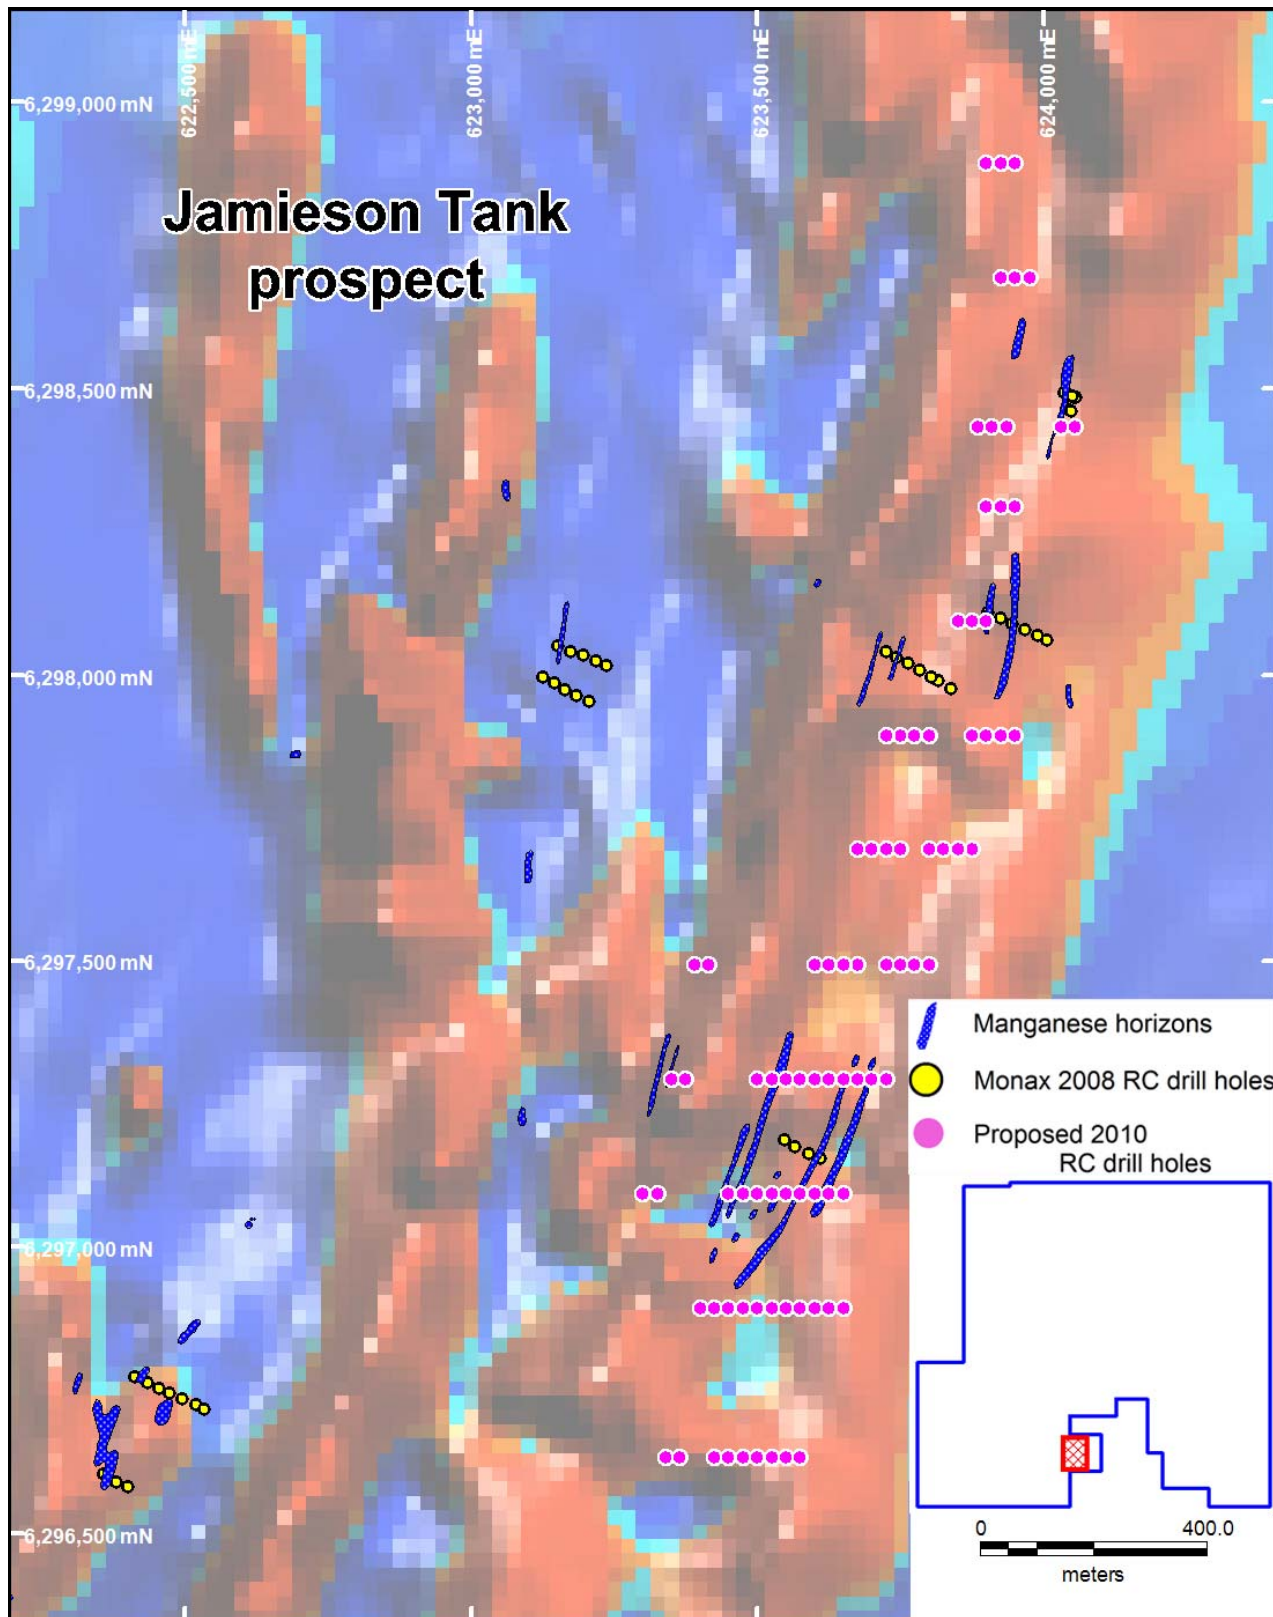 622,500 mE
623,000 mE
623,500 mE
624,000 mE
6,299,000 mN
Jamieson Tank
prospect
6,298,500 mN
6,298,000 mN
6,297,500 mN
6,297,000 mN
6,296,500 mN
Manganese horizons
Monax 2008 RC drill holes
Proposed 2010
RC drill holes
0 400.0
meters